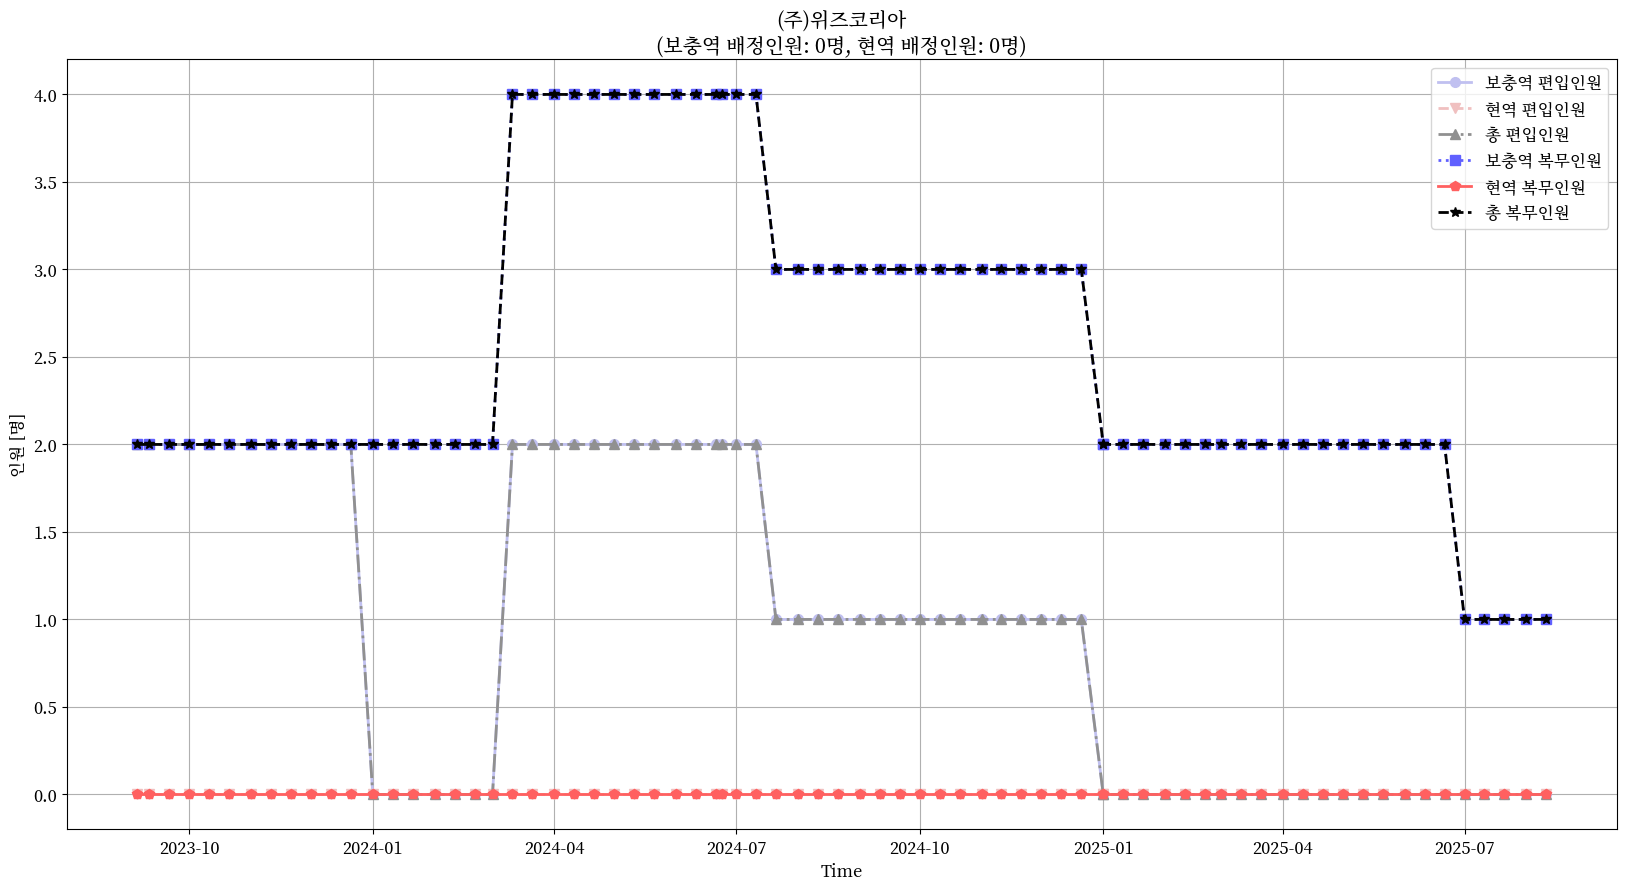 (주)위즈코리아
(보충역 배정인원: 0명, 현역 배정인원: 0명)
보충역 편입인원
현역 편입인원
총 편입인원
보충역 복무인원
현역 복무인원
총 복무인원
인원 [명]
4.0
3.5
3.0
2.5
2.0
1.5
1.0
0.5
0.0
2023-10 2024-01 2024-04 2024-07 2024-10 2025-01 2025-04 2025-07
Time